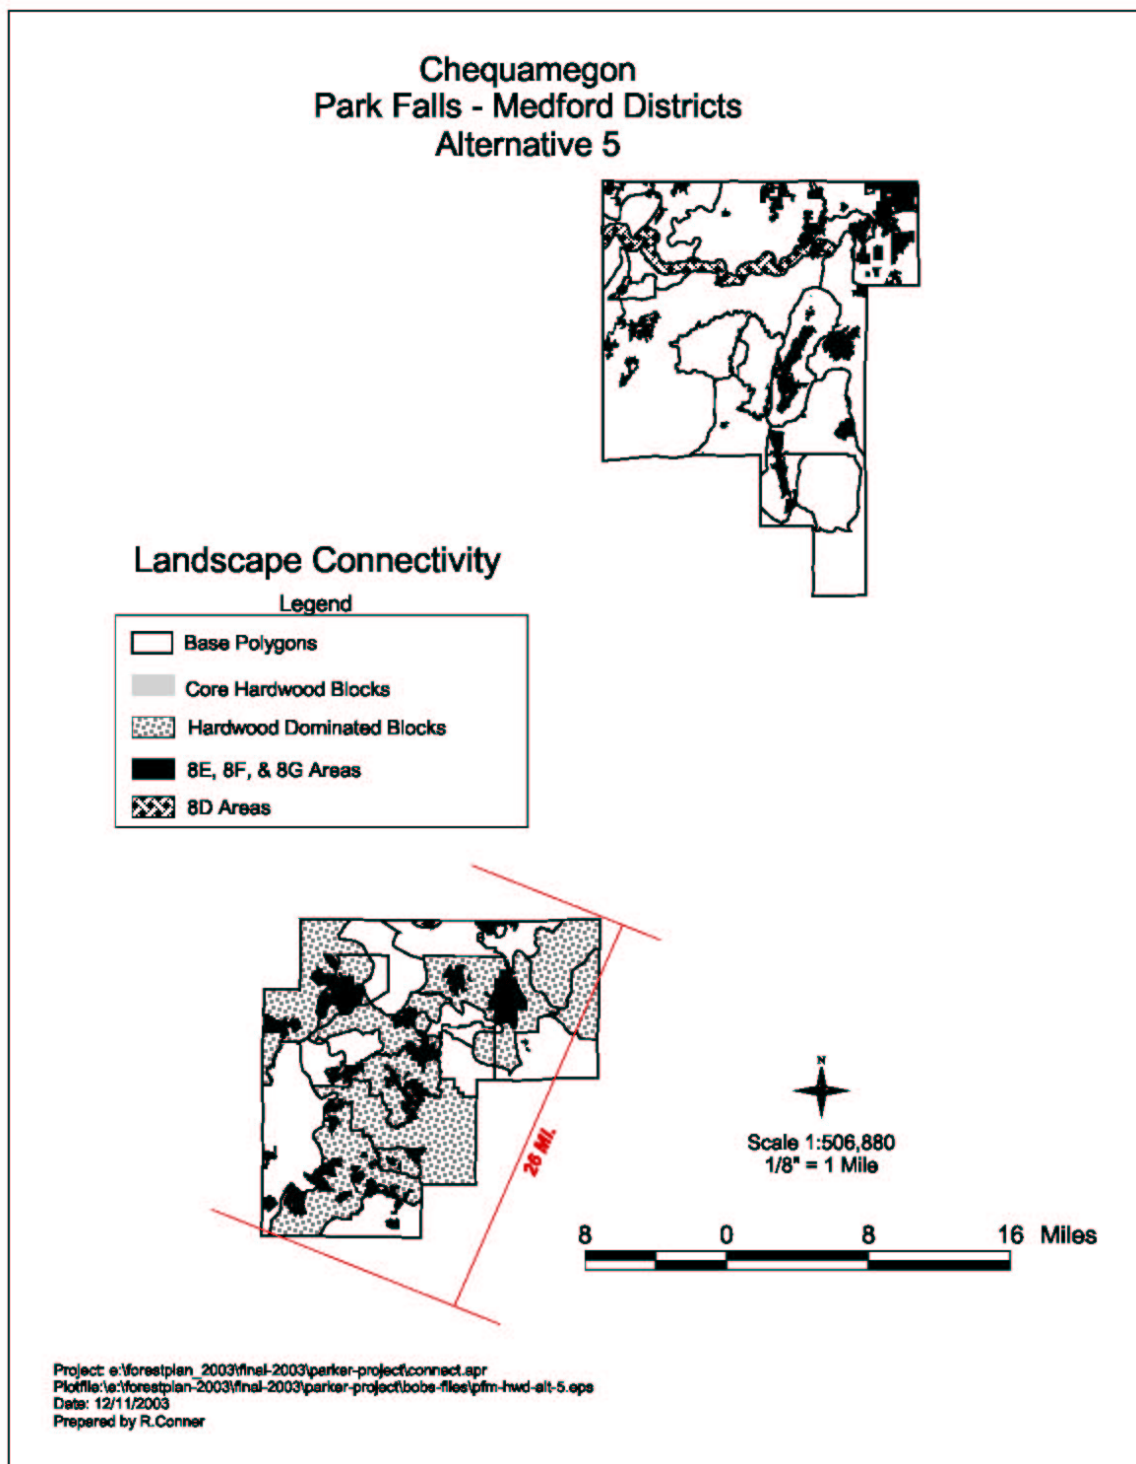 Chequamegon
Park Falls - Medford Districts
Alternative 5
Landscape Connectivity
Legend
Base Polygons
Core Hardwood Blocks
Hardwood Dominated Blocks
8E, 8F, & 8G Areas
8D Areas
26 MI.
N
Scale 1:506,880
1/8" = 1 Mile
8 0 8 16 Miles
Project: e:\forestplan_2003\final-2003\parker-project\connect.apr
Plotfile:\e:\forestplan-2003\final-2003\parker-project\bobs-files\pfm-hwd-alt-5.eps
Date: 12/11/2003
Prepared by R.Conner